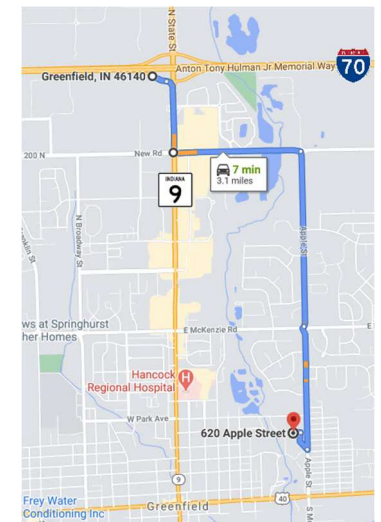 N State St
Anton Tony Hulman Jr Memorial Way
70
Greenfield, IN 46140
200 N
New Rd
7 min
3.1 miles
INDIANA
9
N Broadway St
Apple St
ws at Springhurst
her Homes
E McKenzie Rd
E
Hancock
Regional Hospital
H
W Park Ave
620 Apple Street
Apple St
S M
9
40
Frey Water
Conditioning Inc
Greenfield